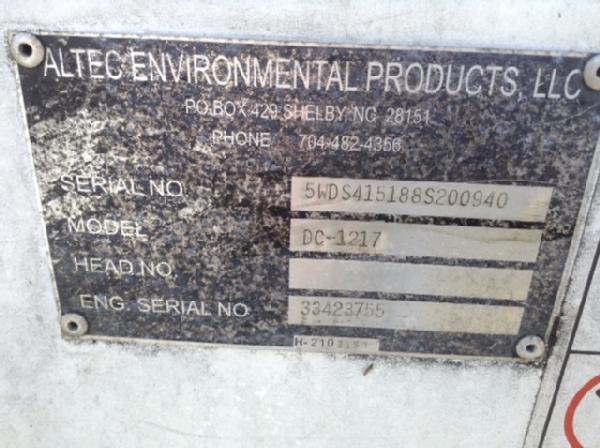 ALTEC ENVIRONMENTAL PRODUCTS, LLC
PO.BOX 429 SHELBY, NC 28151
PHONE 704-482-4356
SERIAL NO. 5WDS415188S200940
MODEL DC-1217
HEAD NO.
ENG. SERIAL NO. 33423755